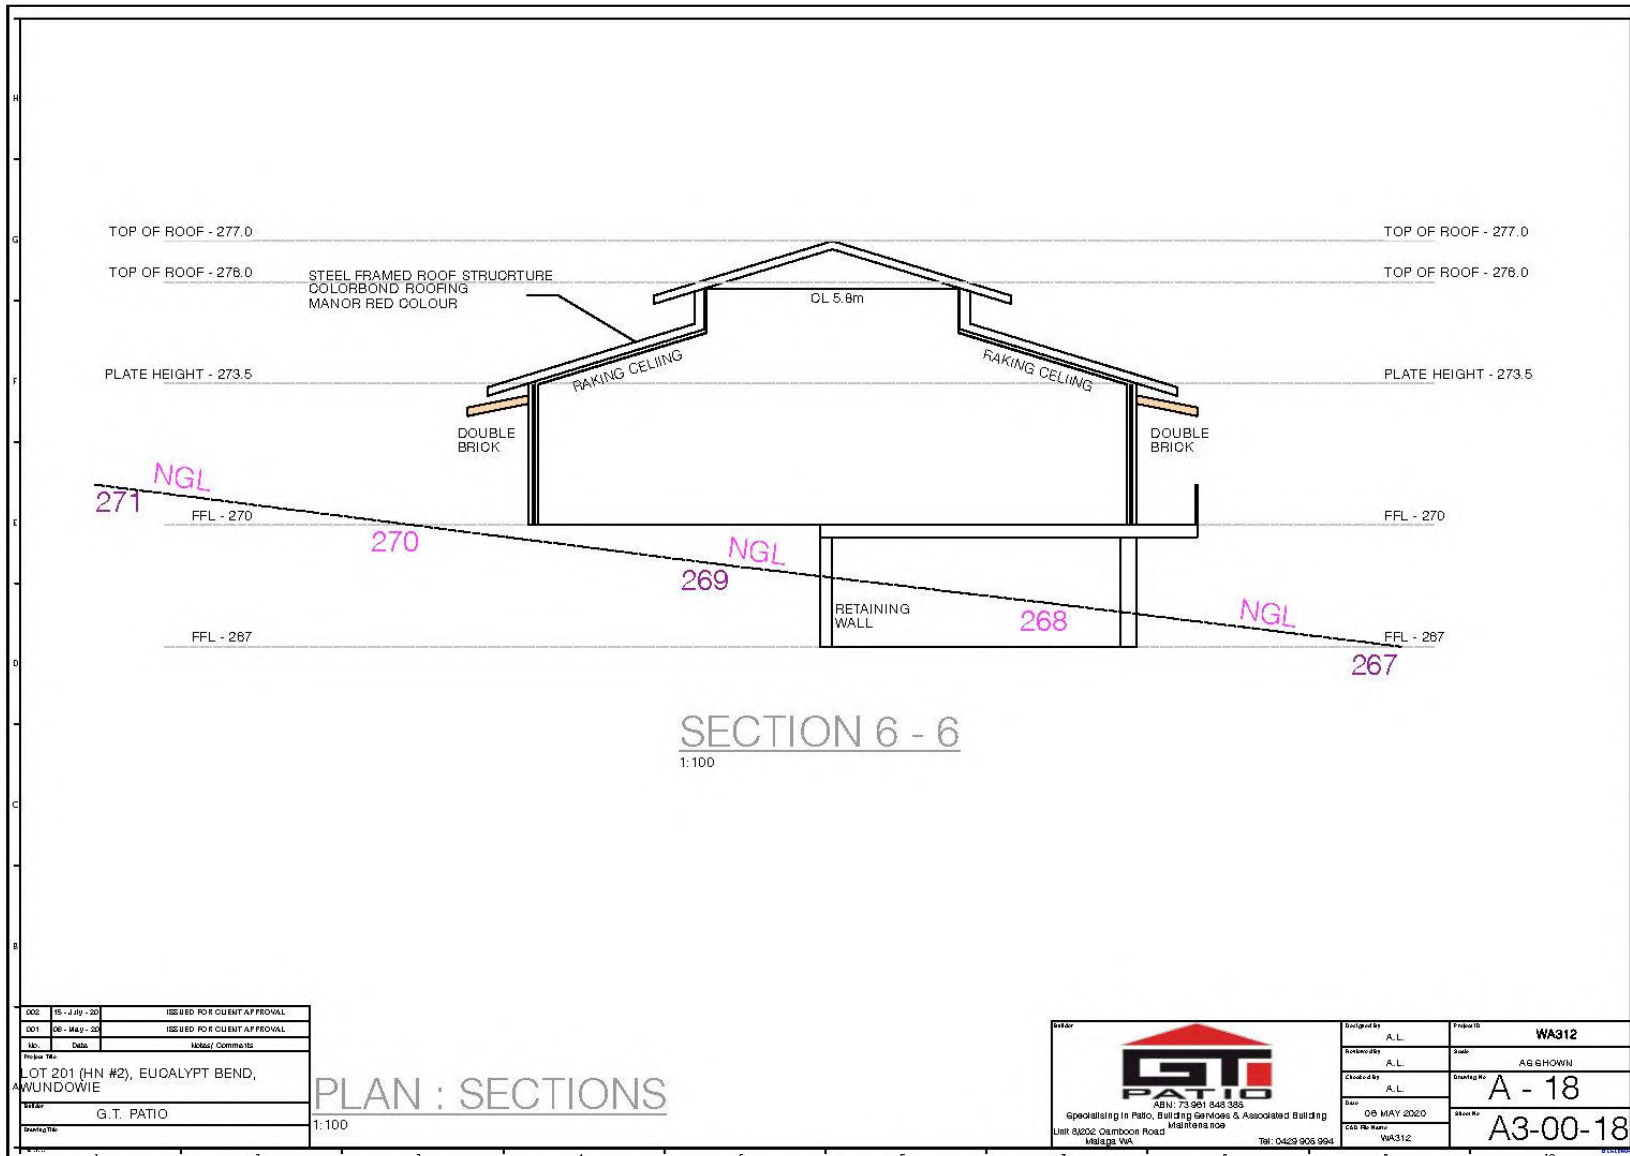 TOP OF ROOF - 277.0
TOP OF ROOF - 277.0
TOP OF ROOF - 276.0
TOP OF ROOF - 276.0
STEEL FRAMED ROOF STRUCRTURE
COLORBOND ROOFING
MANOR RED COLOUR
CL 5.8m
RAKING CELIING
RAKING CELIING
PLATE HEIGHT - 273.5
PLATE HEIGHT - 273.5
DOUBLE
BRICK
DOUBLE
BRICK
NGL
271
FFL - 270
FFL - 270
270
NGL
269
RETAINING
WALL
268
NGL
FFL - 267
FFL - 267
267
SECTION 6 - 6
1:100
002 15 - July - 20 ISSUED FOR CLIENT APPROVAL
001 06 - May - 20 ISSUED FOR CLIENT APPROVAL
No. Date Notes/ Comments
Project Title
LOT 201 (HN #2), EUCALYPT BEND,
WUNDOWIE
Builder
G.T. PATIO
Drawing Title
PLAN : SECTIONS
1:100
Builder
GT
PATIO
ABN: 73 961 848 385
Specialising in Patio, Building Services & Associated Building
Maintenance
Unit 8/202 Camboon Road
Malaga WA
Tel: 0429 906 994
Designed By
A.L.
Reviewed By
A.L.
Checked By
A.L.
Date
06 MAY 2020
CAD File Name
WA312
Project ID
WA312
Scale
AS SHOWN
Drawing No
A - 18
Sheet No
A3-00-18
H
G
F
E
D
C
B
A